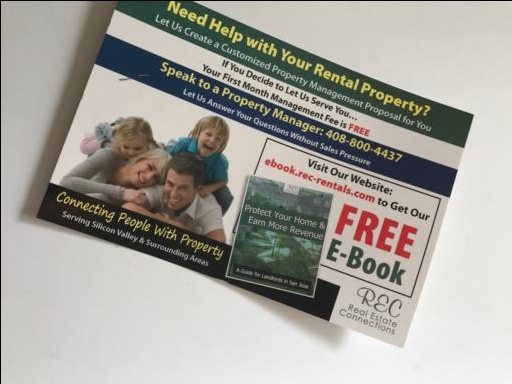 Need Help with Your Rental Property?
Let Us Create a Customized Property Management Proposal for You
If You Decide to Let Us Serve You...
Your First Month Management Fee is FREE
Speak to a Property Manager: 408-800-4437
Let Us Answer Your Questions Without Sales Pressure
Visit Our Website:
ebook.rec-rentals.com to Get Our
FREE
E-Book
REC
Protect Your Home &
Earn More Revenue
A Guide for Landlords in San Jose
Connecting People With Property
Serving Silicon Valley & Surrounding Areas
REC
Real Estate
Connections